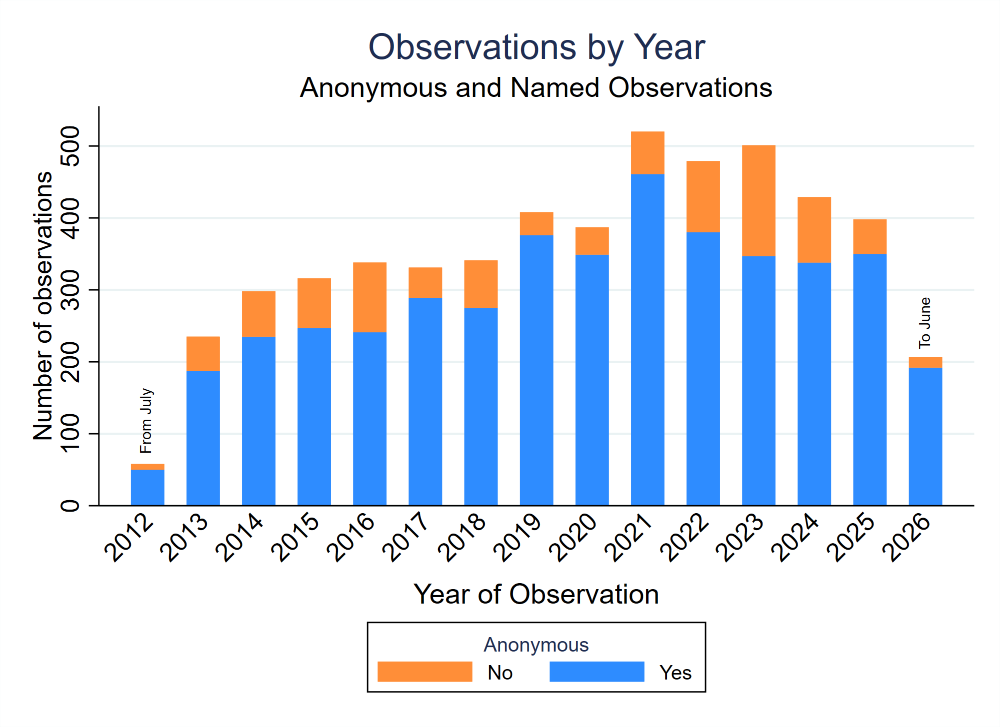 Observations by Year
Anonymous and Named Observations
Number of observations
500
400
300
200
100
0
From July
To June
2012
2013
2014
2015
2016
2017
2018
2019
2020
2021
2022
2023
2024
2025
2026
Year of Observation
Anonymous
No
Yes